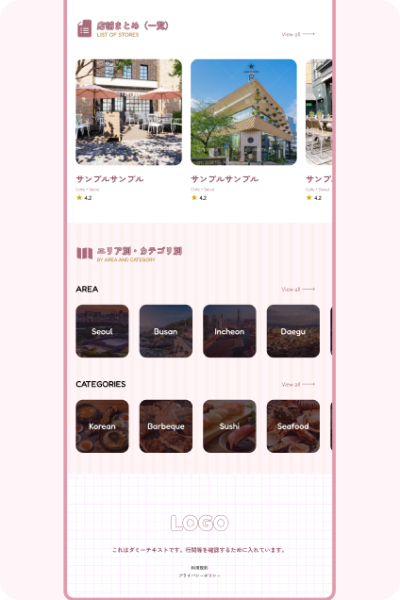 店舗まとめ（一覧）
LIST OF STORES
View all
サンプルサンプル
Cafe • Seoul
4.2
サンプルサンプル
Cafe • Seoul
4.2
サンプ
Cafe • Seoul
4.2
エリア別・カテゴリ別
BY AREA AND CATEGORY
AREA
View all
Seoul
Busan
Incheon
Daegu
CATEGORIES
View all
Korean
Barbeque
Sushi
Seafood
LOGO
これはダミーテキストです。行間等を確認するために入れています。
利用規約
プライバシーポリシー